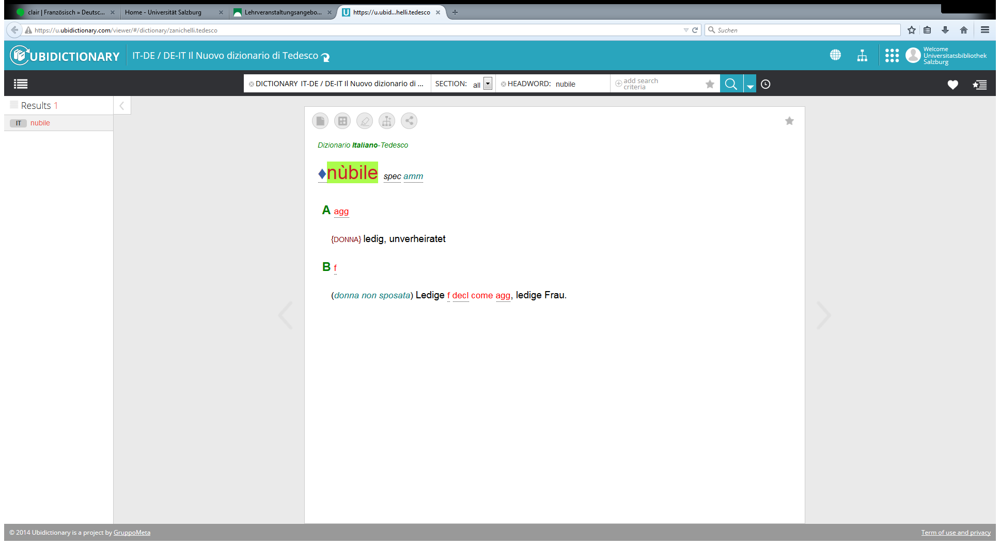 clair | Französisch » Deutsc...
Home - Universität Salzburg
Lehrveranstaltungsangebo...
https://u.ubid...helli.tedesco
https://u.ubidictionary.com/viewer/#/dictionary/zanichelli.tedesco
Suchen
UBIDICTIONARY
IT-DE / DE-IT Il Nuovo dizionario di Tedesco
Welcome
Universitatsbibliothek
Salzburg
DICTIONARY IT-DE / DE-IT Il Nuovo dizionario di ...
SECTION: all
HEADWORD: nubile
add search
criteria
Results 1
IT nubile
Dizionario Italiano-Tedesco
♦nùbile spec amm
A agg
{DONNA} ledig, unverheiratet
B f
(donna non sposata) Ledige f decl come agg, ledige Frau.
© 2014 Ubidictionary is a project by GruppoMeta
Term of use and privacy